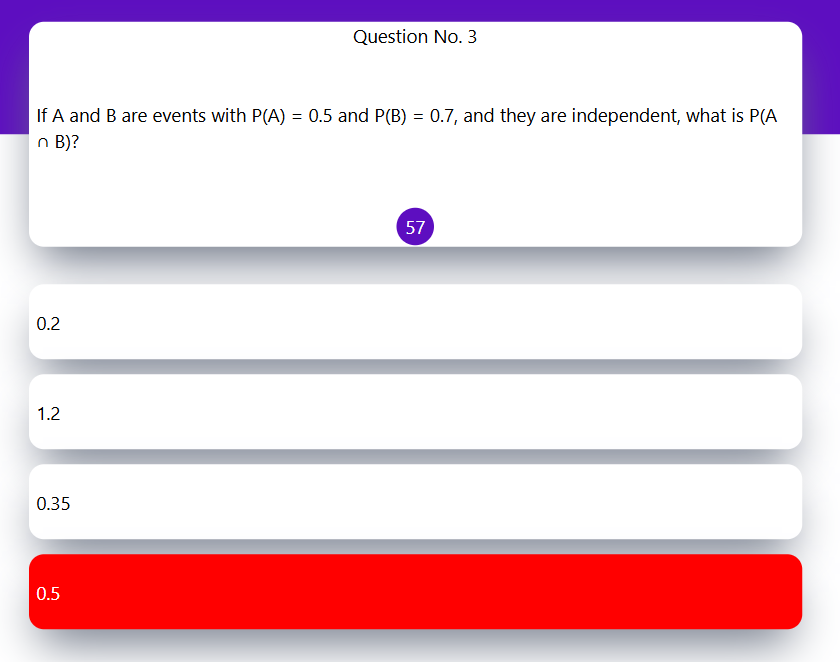 Question No. 3
If A and B are events with P(A) = 0.5 and P(B) = 0.7, and they are independent, what is P(A
∩ B)?
57
0.2
1.2
0.35
0.5